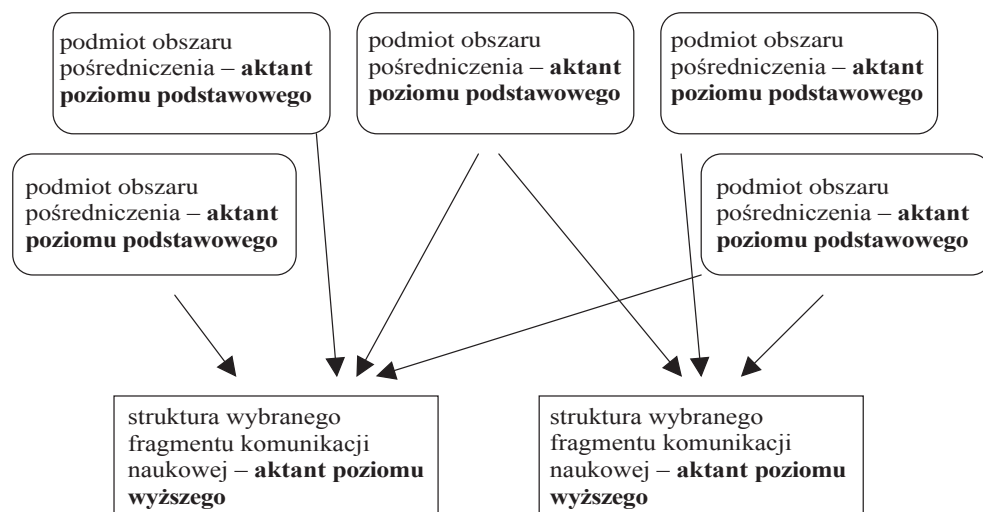 podmiot obszaru
pośredniczenia – aktant
poziomu podstawowego
podmiot obszaru
pośredniczenia – aktant
poziomu podstawowego
podmiot obszaru
pośredniczenia – aktant
poziomu podstawowego
podmiot obszaru
pośredniczenia – aktant
poziomu podstawowego
podmiot obszaru
pośredniczenia – aktant
poziomu podstawowego
struktura wybranego
fragmentu komunikacji
naukowej – aktant poziomu
wyższego
struktura wybranego
fragmentu komunikacji
naukowej – aktant poziomu
wyższego